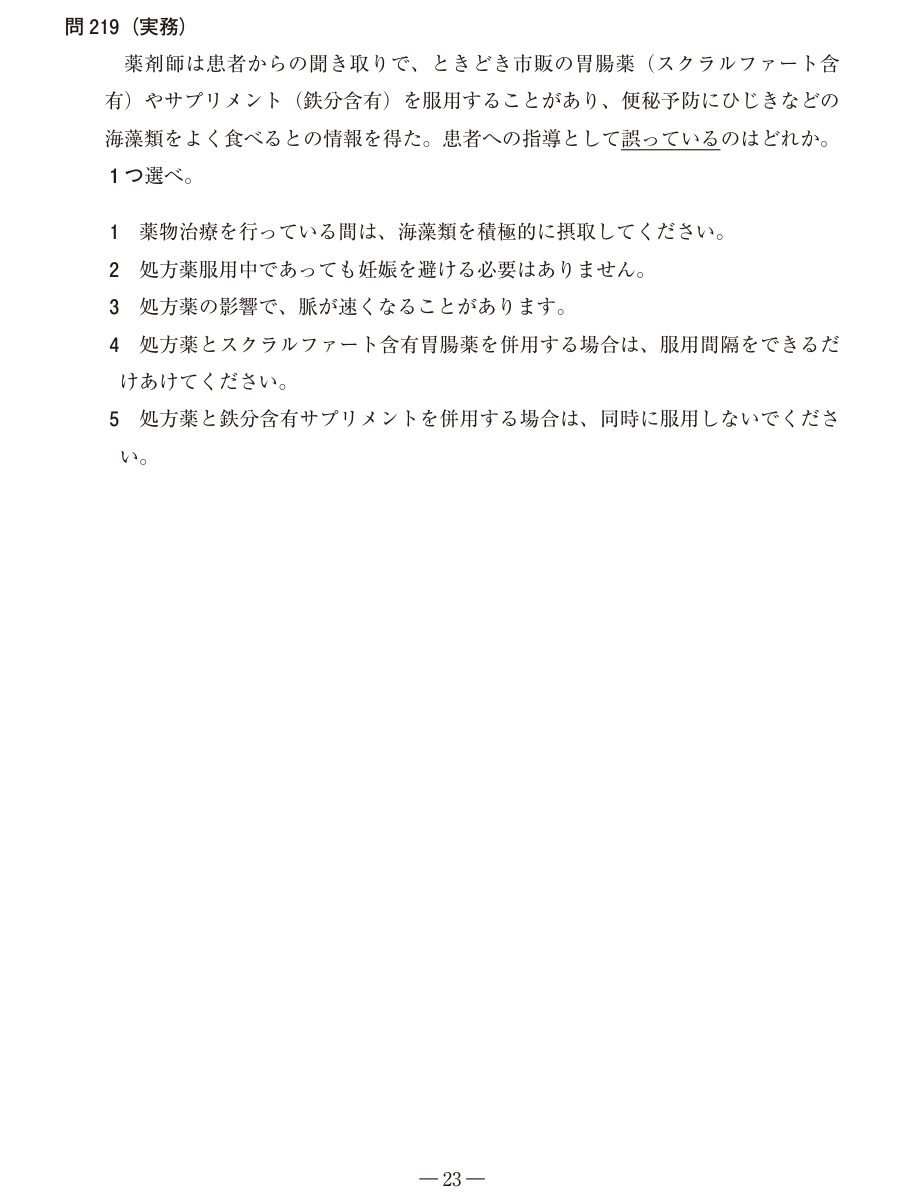 問 219（実務）
薬剤師は患者からの聞き取りで、ときどき市販の胃腸薬（スクラルファート含
有）やサプリメント（鉄分含有）を服用することがあり、便秘予防にひじきなどの
海藻類をよく食べるとの情報を得た。患者への指導として誤っているのはどれか。
1 つ選べ。
1　薬物治療を行っている間は、海藻類を積極的に摂取してください。
2　処方薬服用中であっても妊娠を避ける必要はありません。
3　処方薬の影響で、脈が速くなることがあります。
4　処方薬とスクラルファート含有胃腸薬を併用する場合は、服用間隔をできるだ
けあけてください。
5　処方薬と鉄分含有サプリメントを併用する場合は、同時に服用しないでくださ
い。
— 23 —